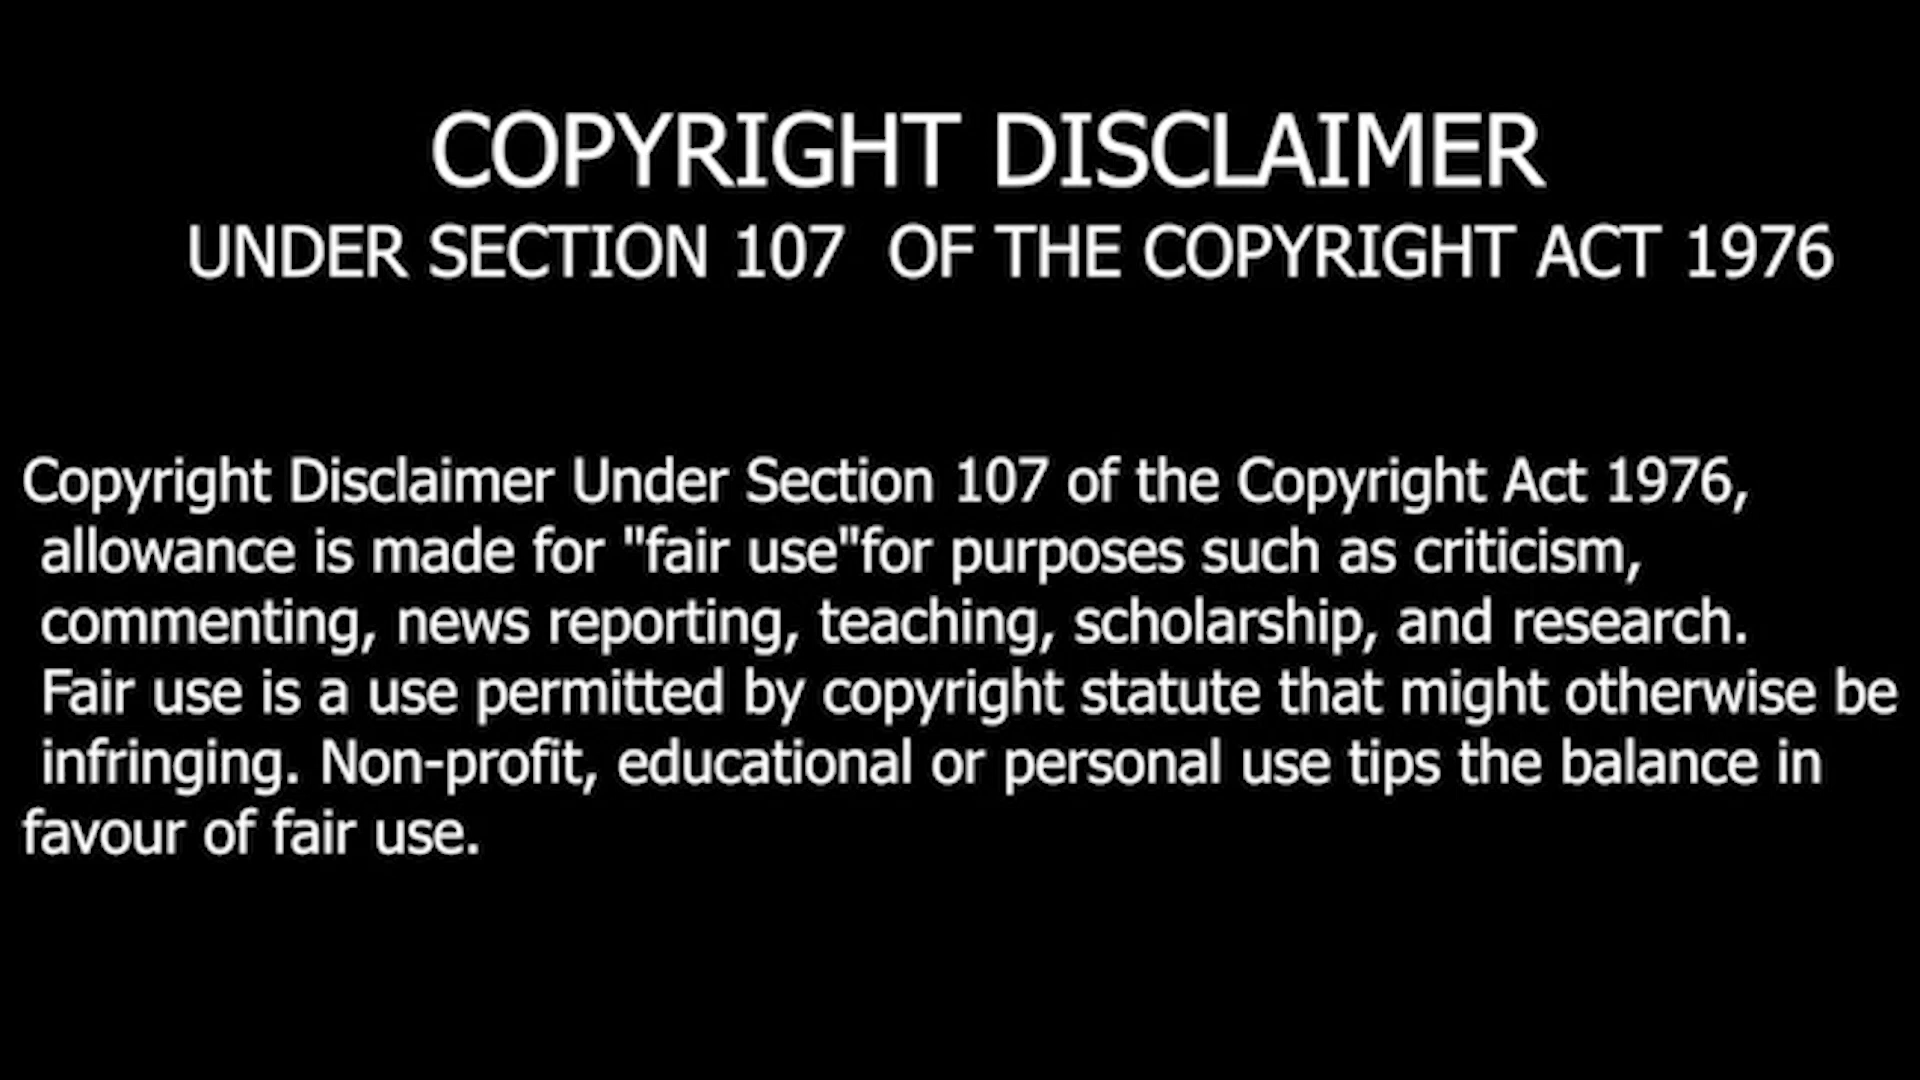 COPYRIGHT DISCLAIMER
UNDER SECTION 107 OF THE COPYRIGHT ACT 1976
Copyright Disclaimer Under Section 107 of the Copyright Act 1976,
allowance is made for "fair use"for purposes such as criticism,
commenting, news reporting, teaching, scholarship, and research.
Fair use is a use permitted by copyright statute that might otherwise be
infringing. Non-profit, educational or personal use tips the balance in
favour of fair use.